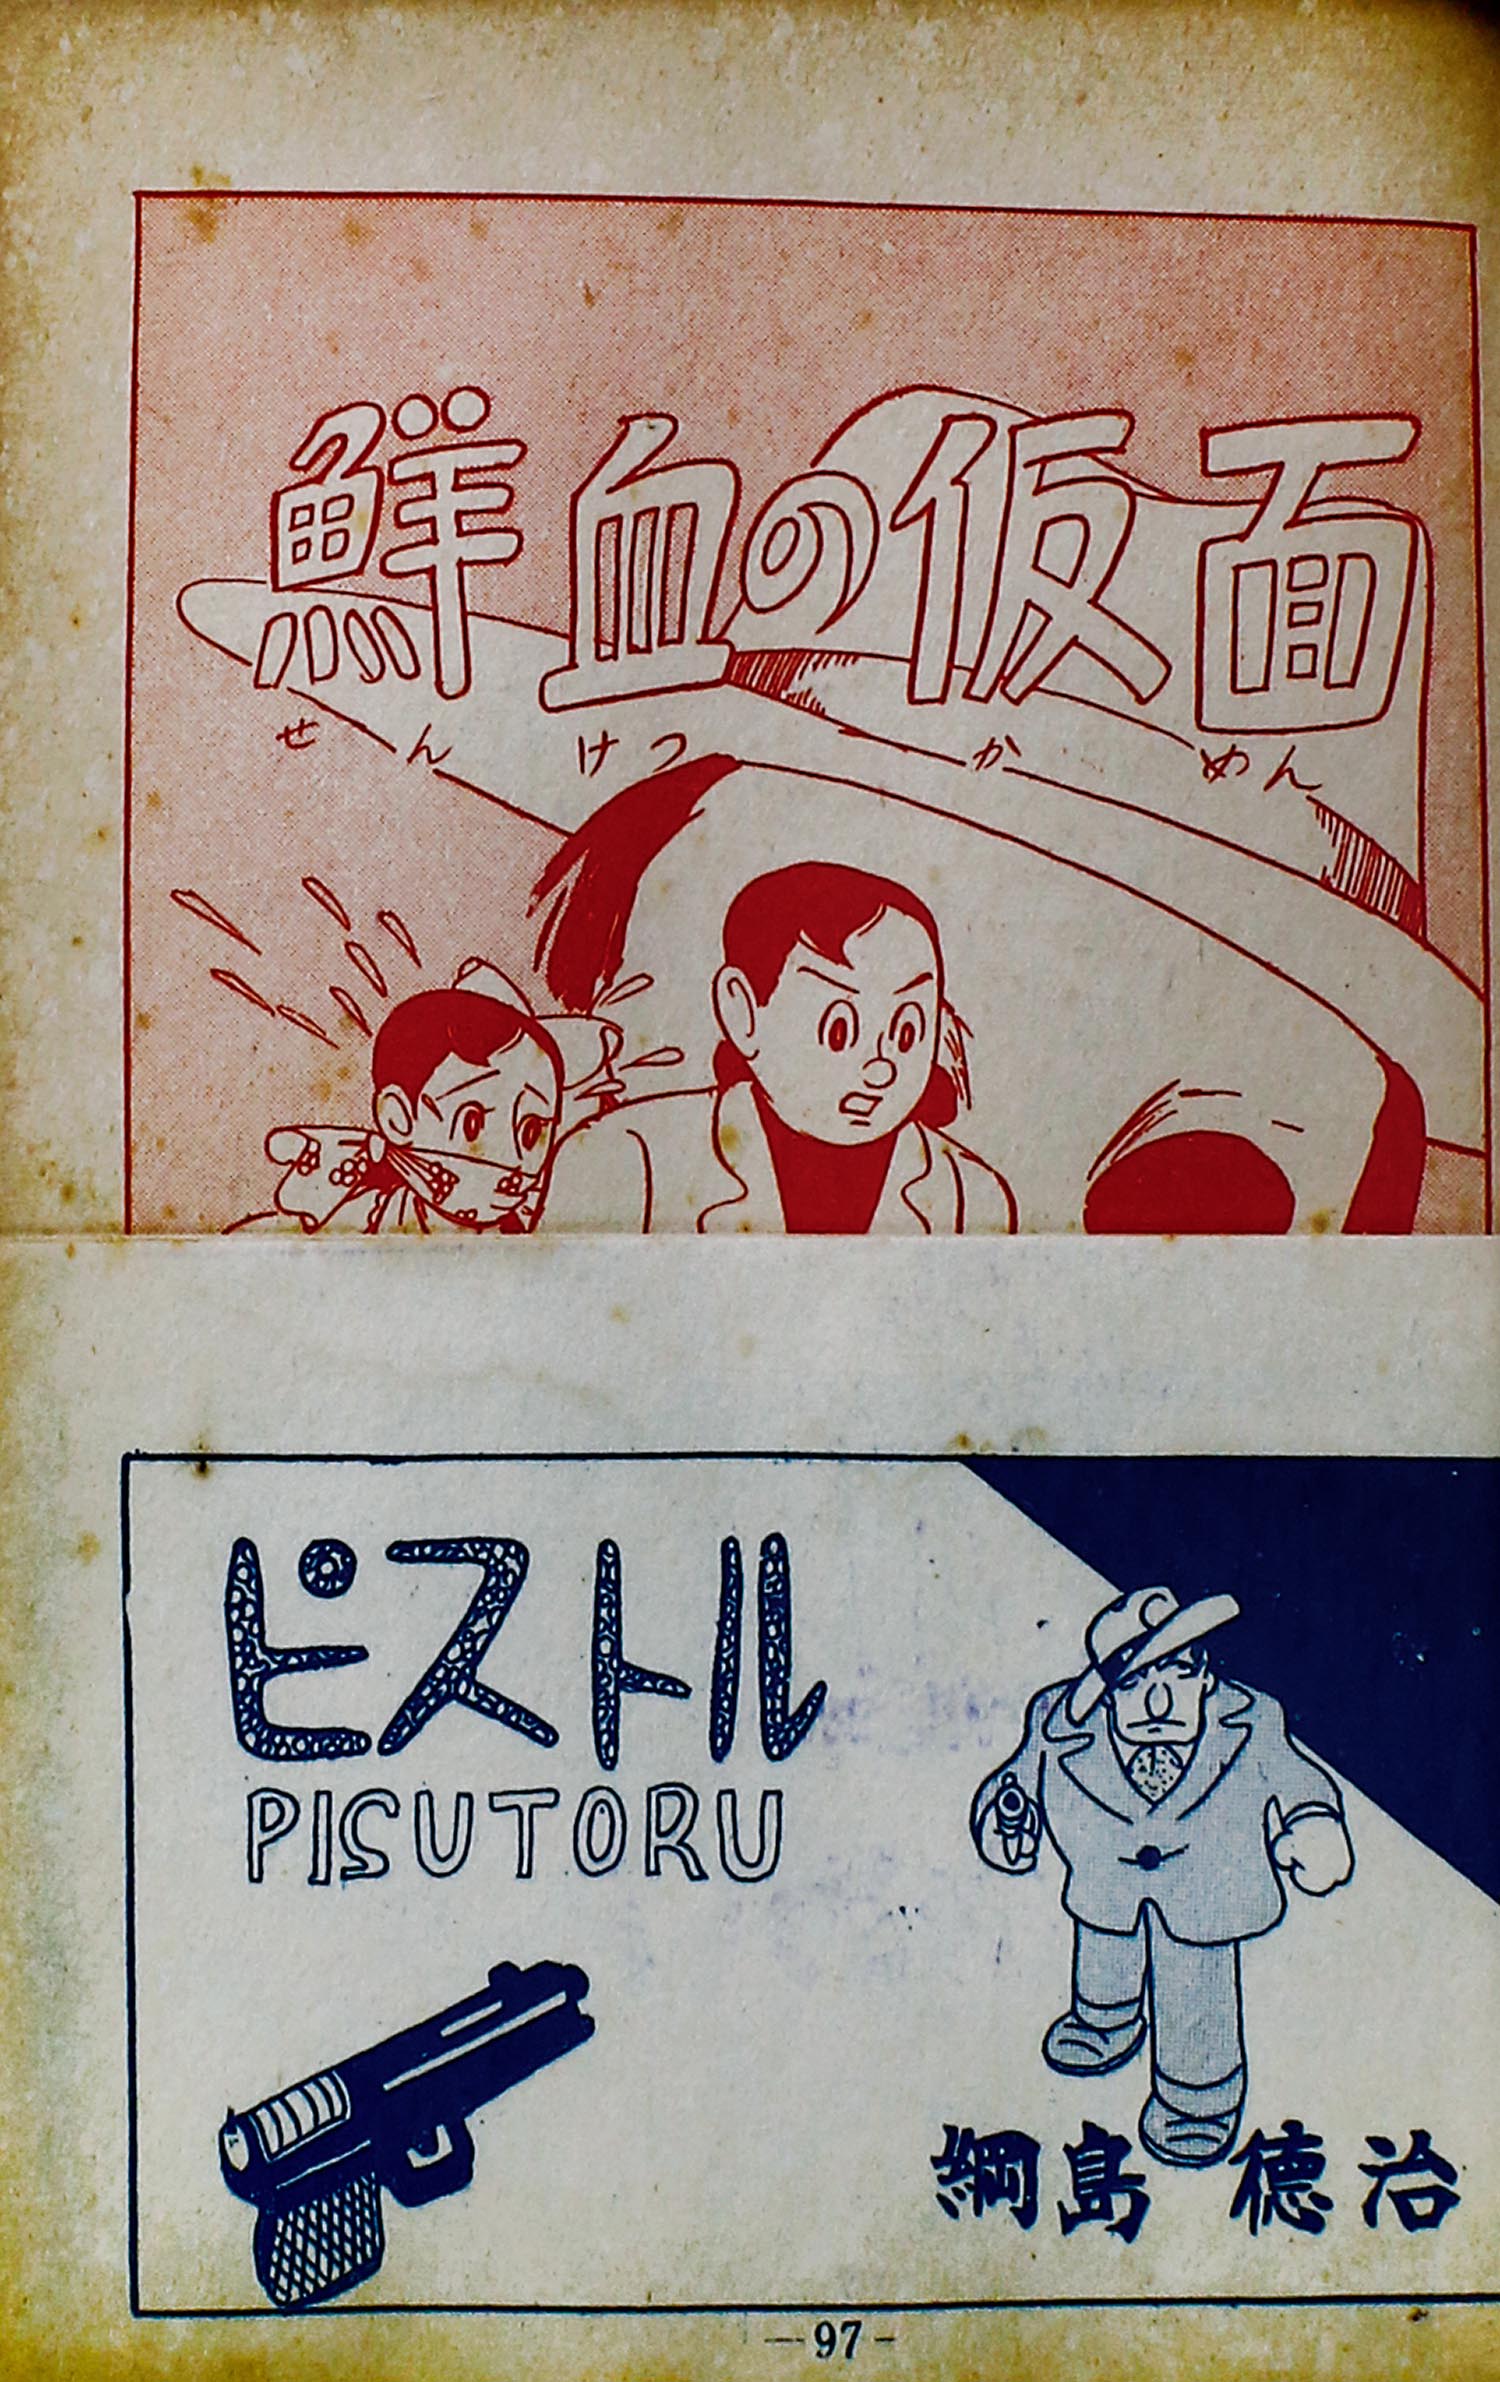 鮮血の仮面
せんけつ かめん
ピストル
PISUTORU
綱島 徳治
—97-